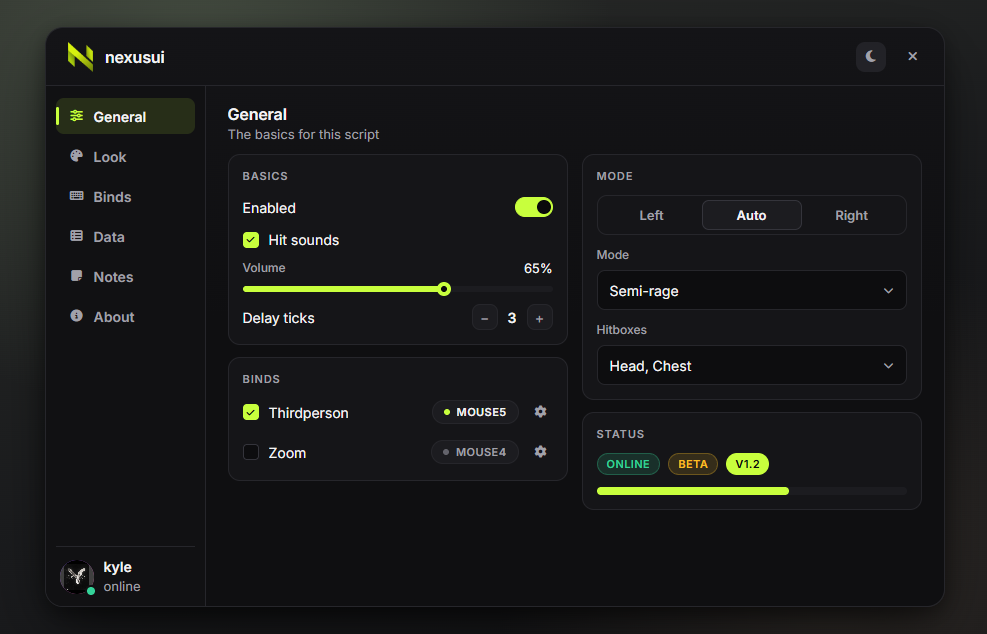 nexusui
General
Look
Binds
Data
Notes
About
kyle
online
General
The basics for this script
BASICS
Enabled
Hit sounds
Volume 65%
Delay ticks − 3 +
BINDS
Thirdperson MOUSE5
Zoom MOUSE4
MODE
Left Auto Right
Mode
Semi-rage
Hitboxes
Head, Chest
STATUS
ONLINE BETA V1.2